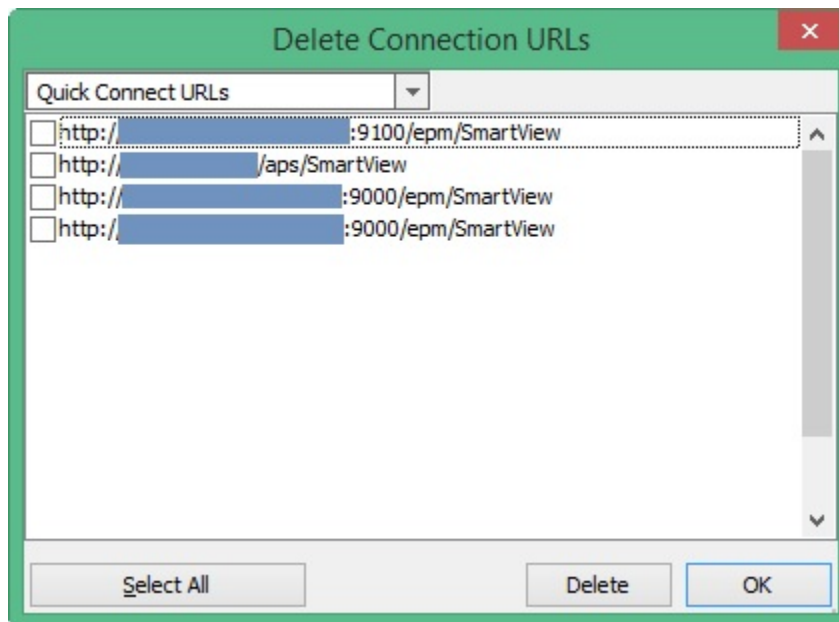 Delete Connection URLs
Quick Connect URLs
http:// :9100/epm/SmartView
http:// /aps/SmartView
http:// :9000/epm/SmartView
http:/ :9000/epm/SmartView
Select All Delete OK